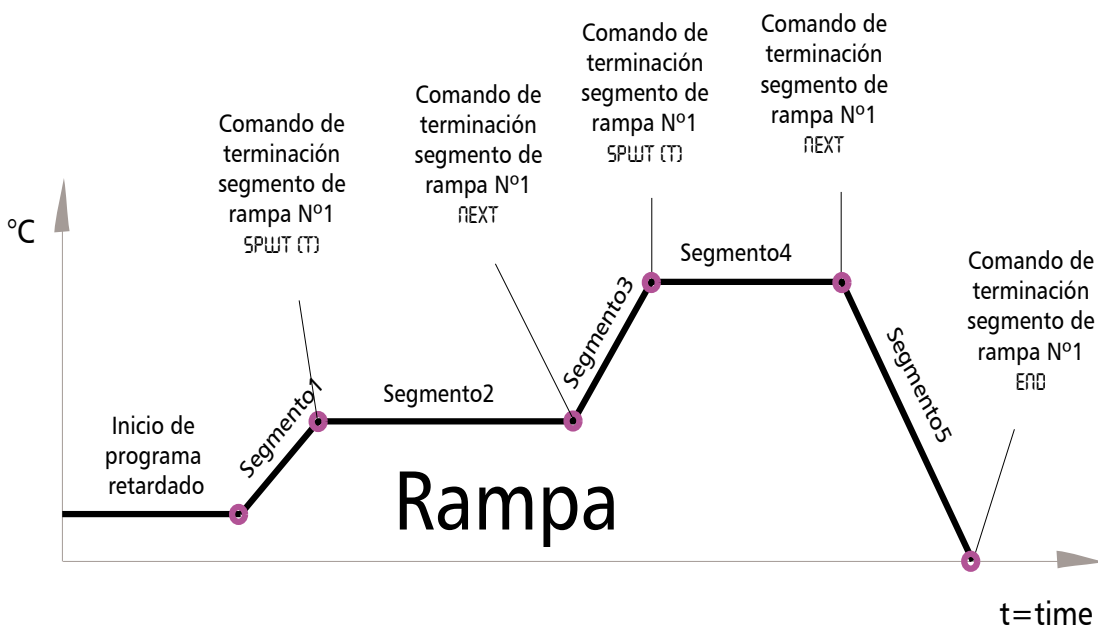 Comando de
terminación
segmento de
rampa Nº1
SPWT (T)
Comando de
terminación
segmento de
rampa Nº1
NEXT
Comando de
terminación
segmento de
rampa Nº1
SPWT (T)
Comando de
terminación
segmento de
rampa Nº1
NEXT
Comando de
terminación
segmento de
rampa Nº1
END
°C
Inicio de
programa
retardado
Segmento1
Segmento2
Segmento3
Segmento4
Segmento5
Rampa
t=time